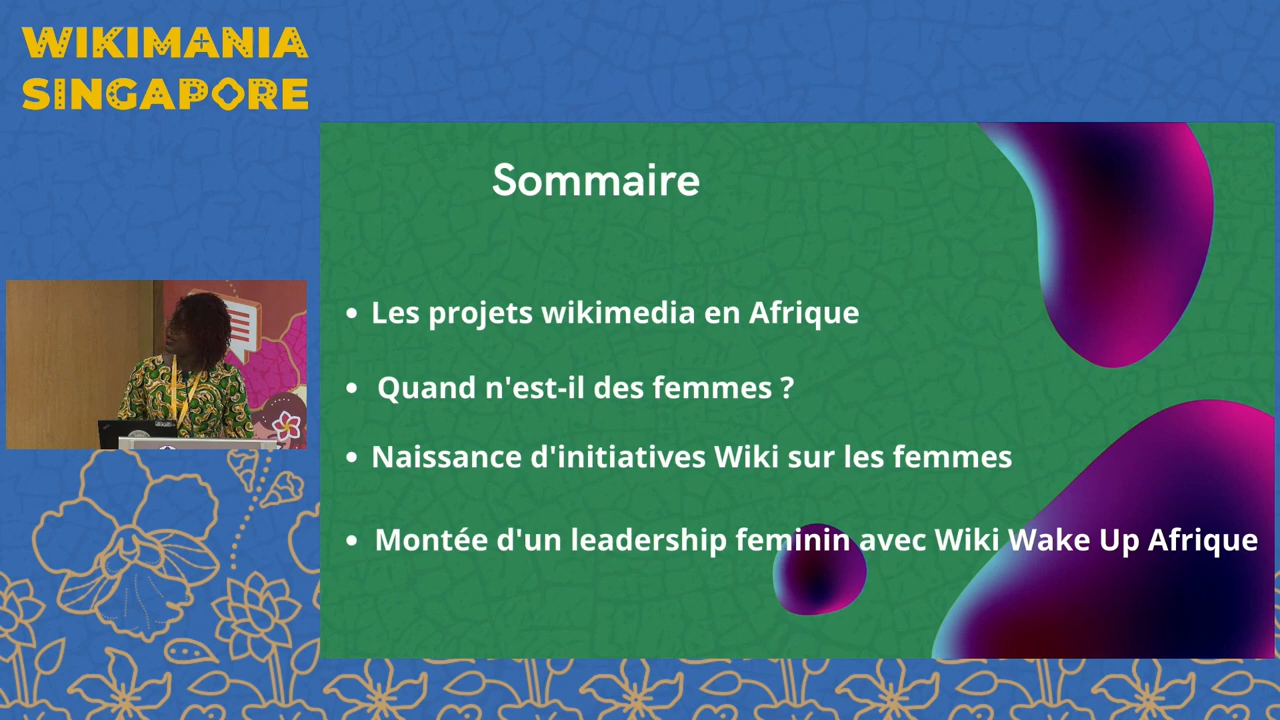 WIKIMANIA
SINGAPORE
Sommaire
• Les projets wikimedia en Afrique
• Quand n'est-il des femmes ?
• Naissance d'initiatives Wiki sur les femmes
• Montée d'un leadership feminin avec Wiki Wake Up Afrique